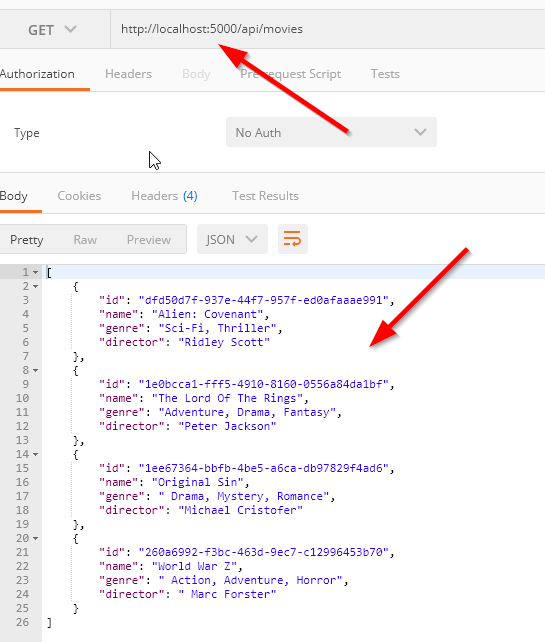 GET http://localhost:5000/api/movies
Authorization Headers Body Pre-request Script Tests
Type No Auth
Body Cookies Headers (4) Test Results
Pretty Raw Preview JSON
1 [
2 {
3 "id": "dfd50d7f-937e-44f7-957f-ed0afaaae991",
4 "name": "Alien: Covenant",
5 "genre": "Sci-Fi, Thriller",
6 "director": "Ridley Scott"
7 },
8 {
9 "id": "1e0bcca1-fff5-4910-8160-0556a84da1bf",
10 "name": "The Lord Of The Rings",
11 "genre": "Adventure, Drama, Fantasy",
12 "director": "Peter Jackson"
13 },
14 {
15 "id": "1ee67364-bbfb-4be5-a6ca-db97829f4ad6",
16 "name": "Original Sin",
17 "genre": " Drama, Mystery, Romance",
18 "director": "Michael Cristofer"
19 },
20 {
21 "id": "260a6992-f3bc-463d-9ec7-c12996453b70",
22 "name": "World War Z",
23 "genre": " Action, Adventure, Horror",
24 "director": " Marc Forster"
25 }
26 ]